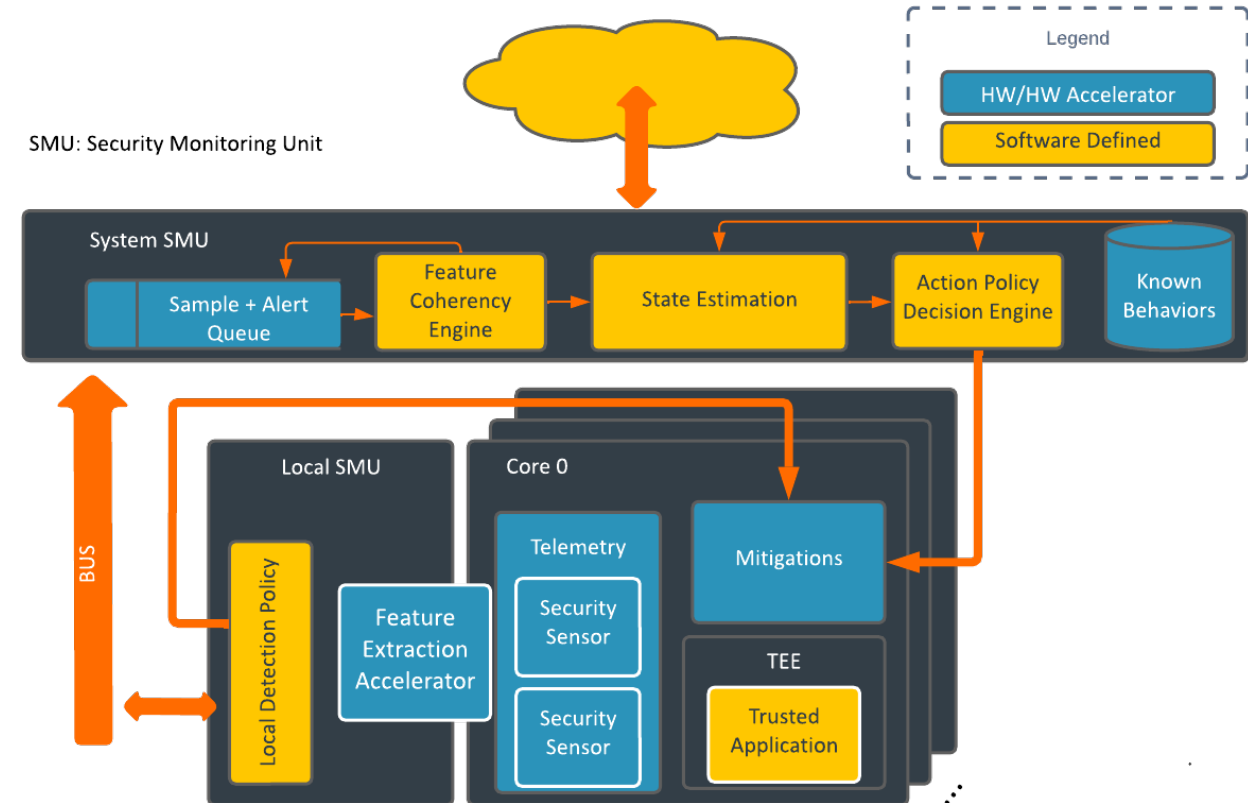 Legend
HW/HW Accelerator
Software Defined
SMU: Security Monitoring Unit
System SMU
Sample + Alert
Queue
Feature
Coherency
Engine
State Estimation
Action Policy
Decision Engine
Known
Behaviors
BUS
Local SMU
Local Detection Policy
Feature
Extraction
Accelerator
Core 0
Telemetry
Security
Sensor
Security
Sensor
Mitigations
TEE
Trusted
Application
...